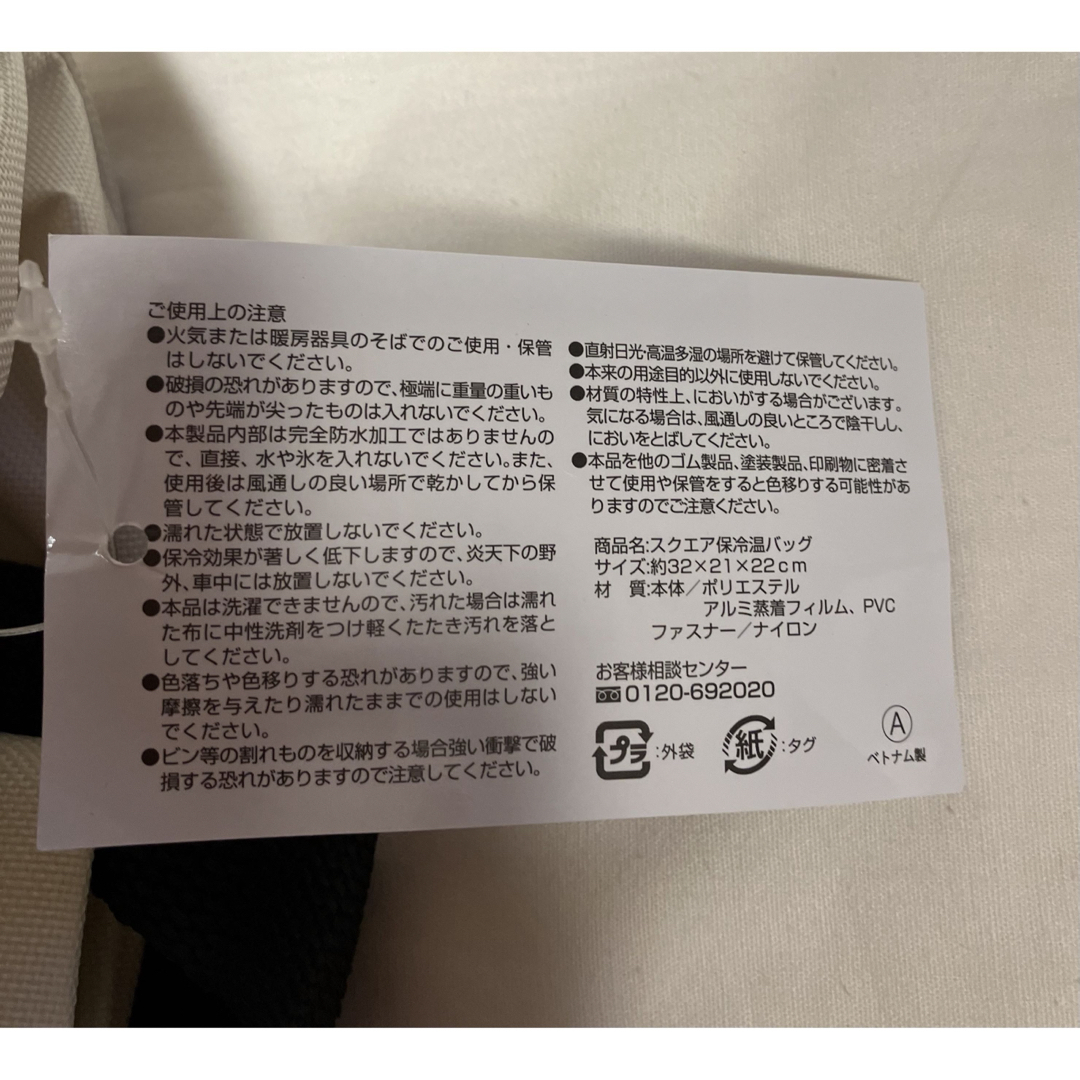 ご使用上の注意
●火気または暖房器具のそばでのご使用・保管
はしないでください。
●破損の恐れがありますので、極端に重量の重いも
のや先端が尖ったものは入れないでください。
●本製品内部は完全防水加工ではありませんの
で、直接、水や氷を入れないでください。また、
使用後は風通しの良い場所で乾かしてから保
管してください。
●濡れた状態で放置しないでください。
●保冷効果が著しく低下しますので、炎天下の野
外、車中には放置しないでください。
●本品は洗濯できませんので、汚れた場合は濡れ
た布に中性洗剤をつけ軽くたたき汚れを落と
してください。
●色落ちや色移りする恐れがありますので、強い
摩擦を与えたり濡れたままでの使用はしない
でください。
●ビン等の割れものを収納する場合強い衝撃で破
損する恐れがありますので注意してください。
●直射日光・高温多湿の場所を避けて保管してください。
●本来の用途目的以外に使用しないでください。
●材質の特性上、においがする場合がございます。
気になる場合は、風通しの良いところで陰干しし、
においをとばしてください。
●本品を他のゴム製品、塗装製品、印刷物に密着さ
せて使用や保管をすると色移りする可能性があ
りますのでご注意ください。
商品名:スクエア保冷温バッグ
サイズ:約32×21×22cm
材　質:本体／ポリエステル
アルミ蒸着フィルム、PVC
ファスナー／ナイロン
お客様相談センター
0120-692020
プラ:外袋 紙:タグ
A
ベトナム製